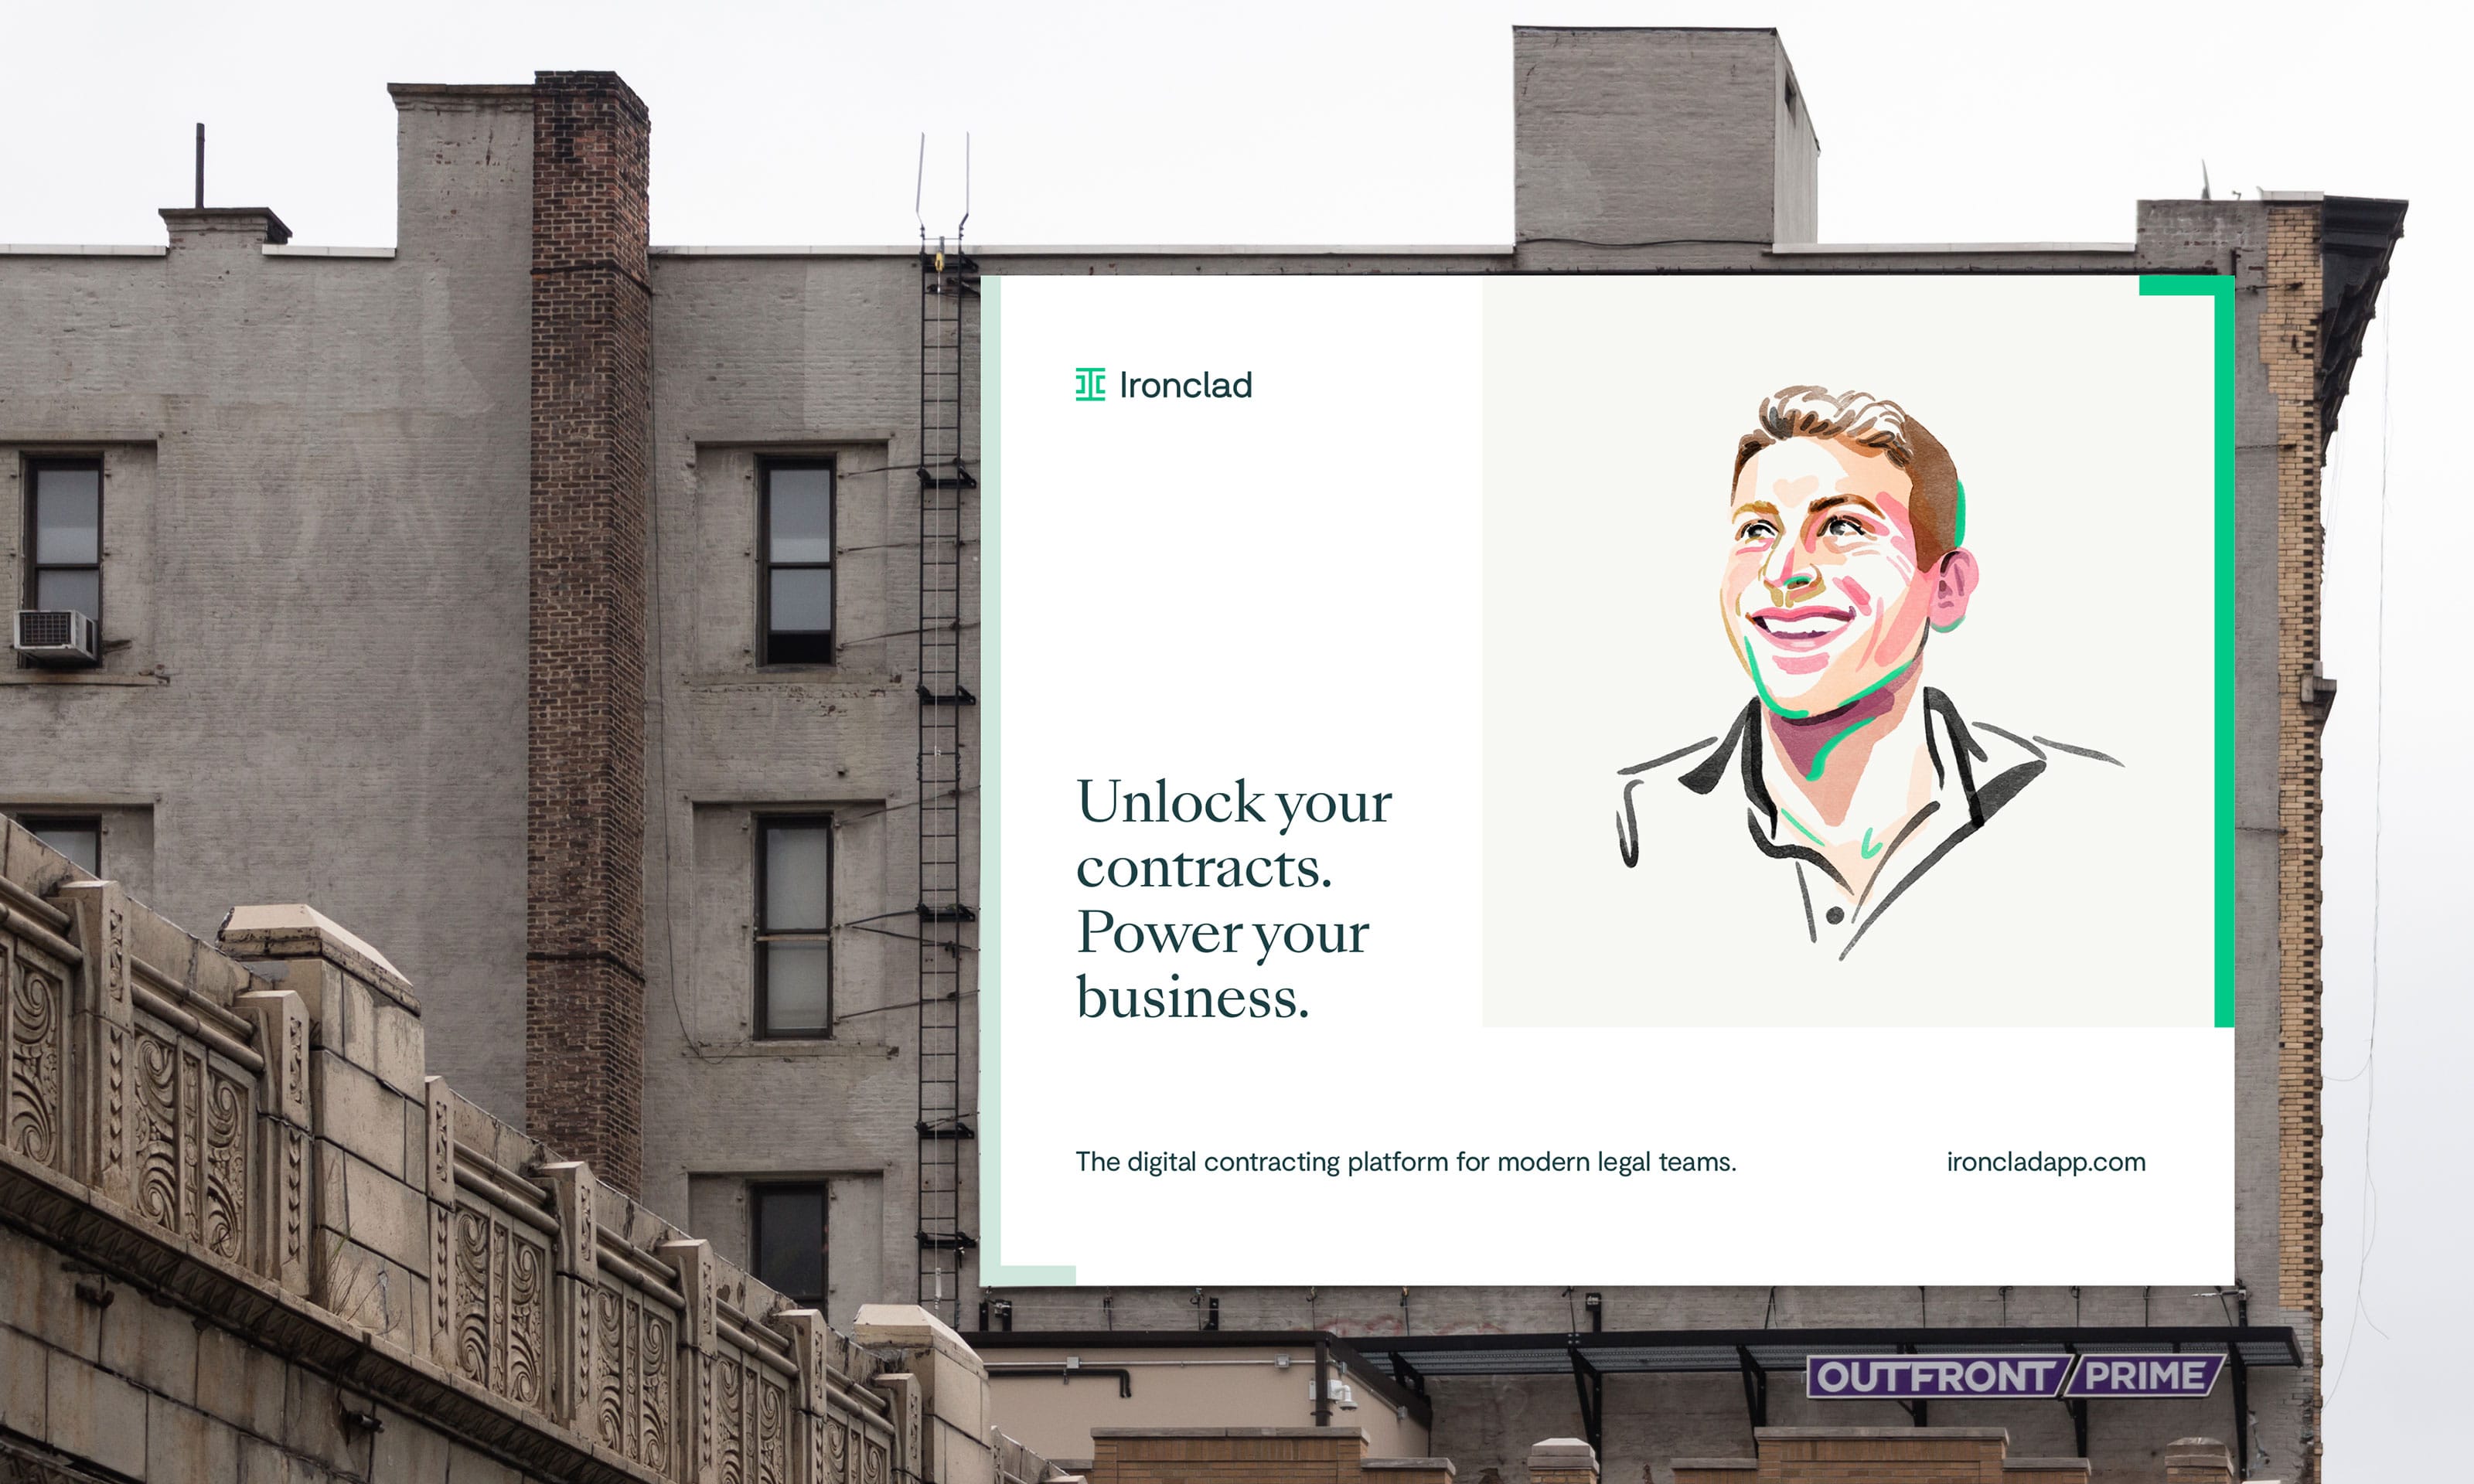 Ironclad
Unlock your
contracts.
Power your
business.
The digital contracting platform for modern legal teams.
ironcladapp.com
OUTFRONT/PRIME